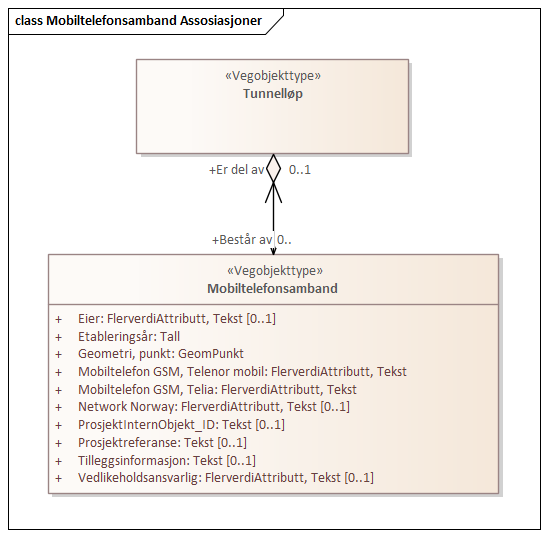 class Mobiltelefonsamband Assosiasjoner
«Vegobjekttype»
Tunnelløp
+Er del av 0..1
+Består av 0..
«Vegobjekttype»
Mobiltelefonsamband
+ Eier: FlerverdiAttributt, Tekst [0..1]
+ Etableringsår: Tall
+ Geometri, punkt: GeomPunkt
+ Mobiltelefon GSM, Telenor mobil: FlerverdiAttributt, Tekst
+ Mobiltelefon GSM, Telia: FlerverdiAttributt, Tekst
+ Network Norway: FlerverdiAttributt, Tekst [0..1]
+ ProsjektInternObjekt_ID: Tekst [0..1]
+ Prosjektreferanse: Tekst [0..1]
+ Tilleggsinformasjon: Tekst [0..1]
+ Vedlikeholdsansvarlig: FlerverdiAttributt, Tekst [0..1]